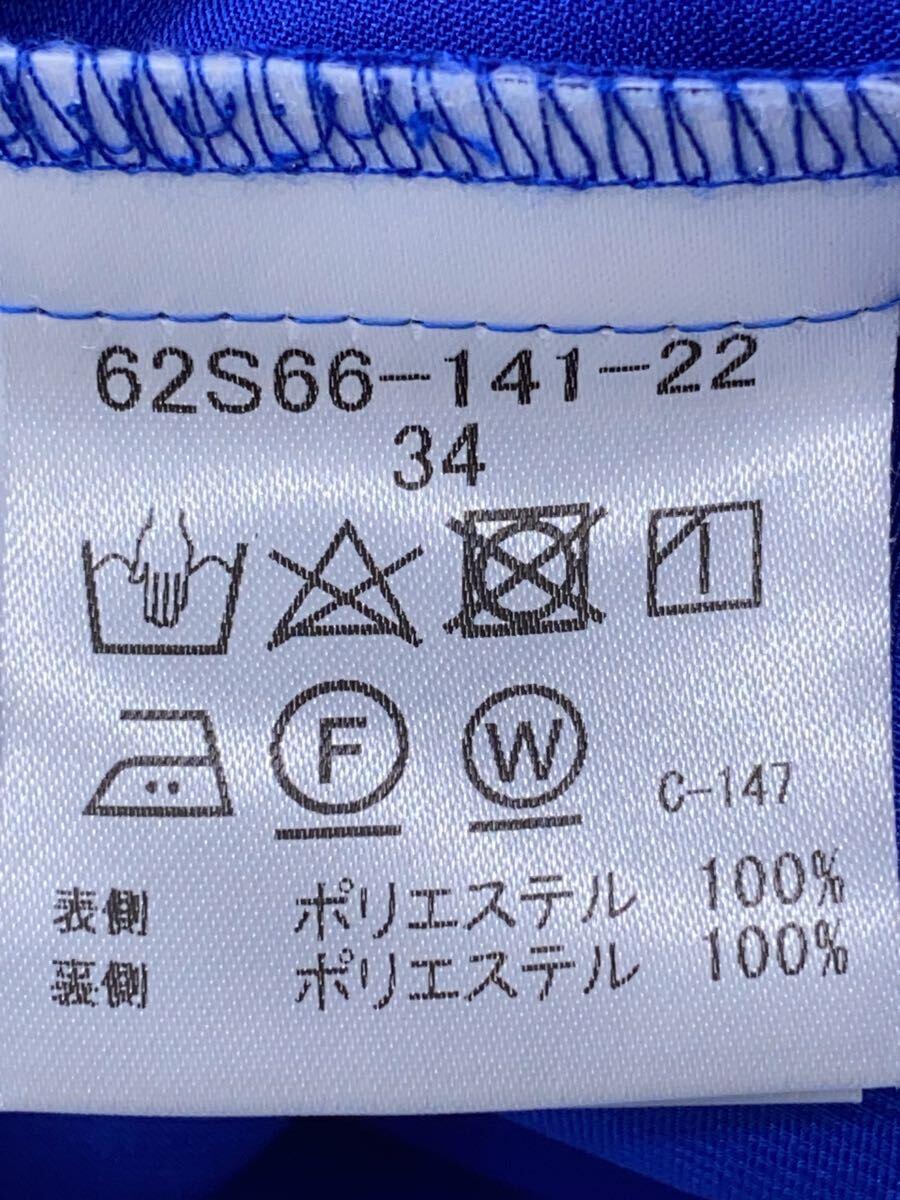 62S66-141-22
34
F W C-147
表側 ポリエステル 100%
裏側 ポリエステル 100%